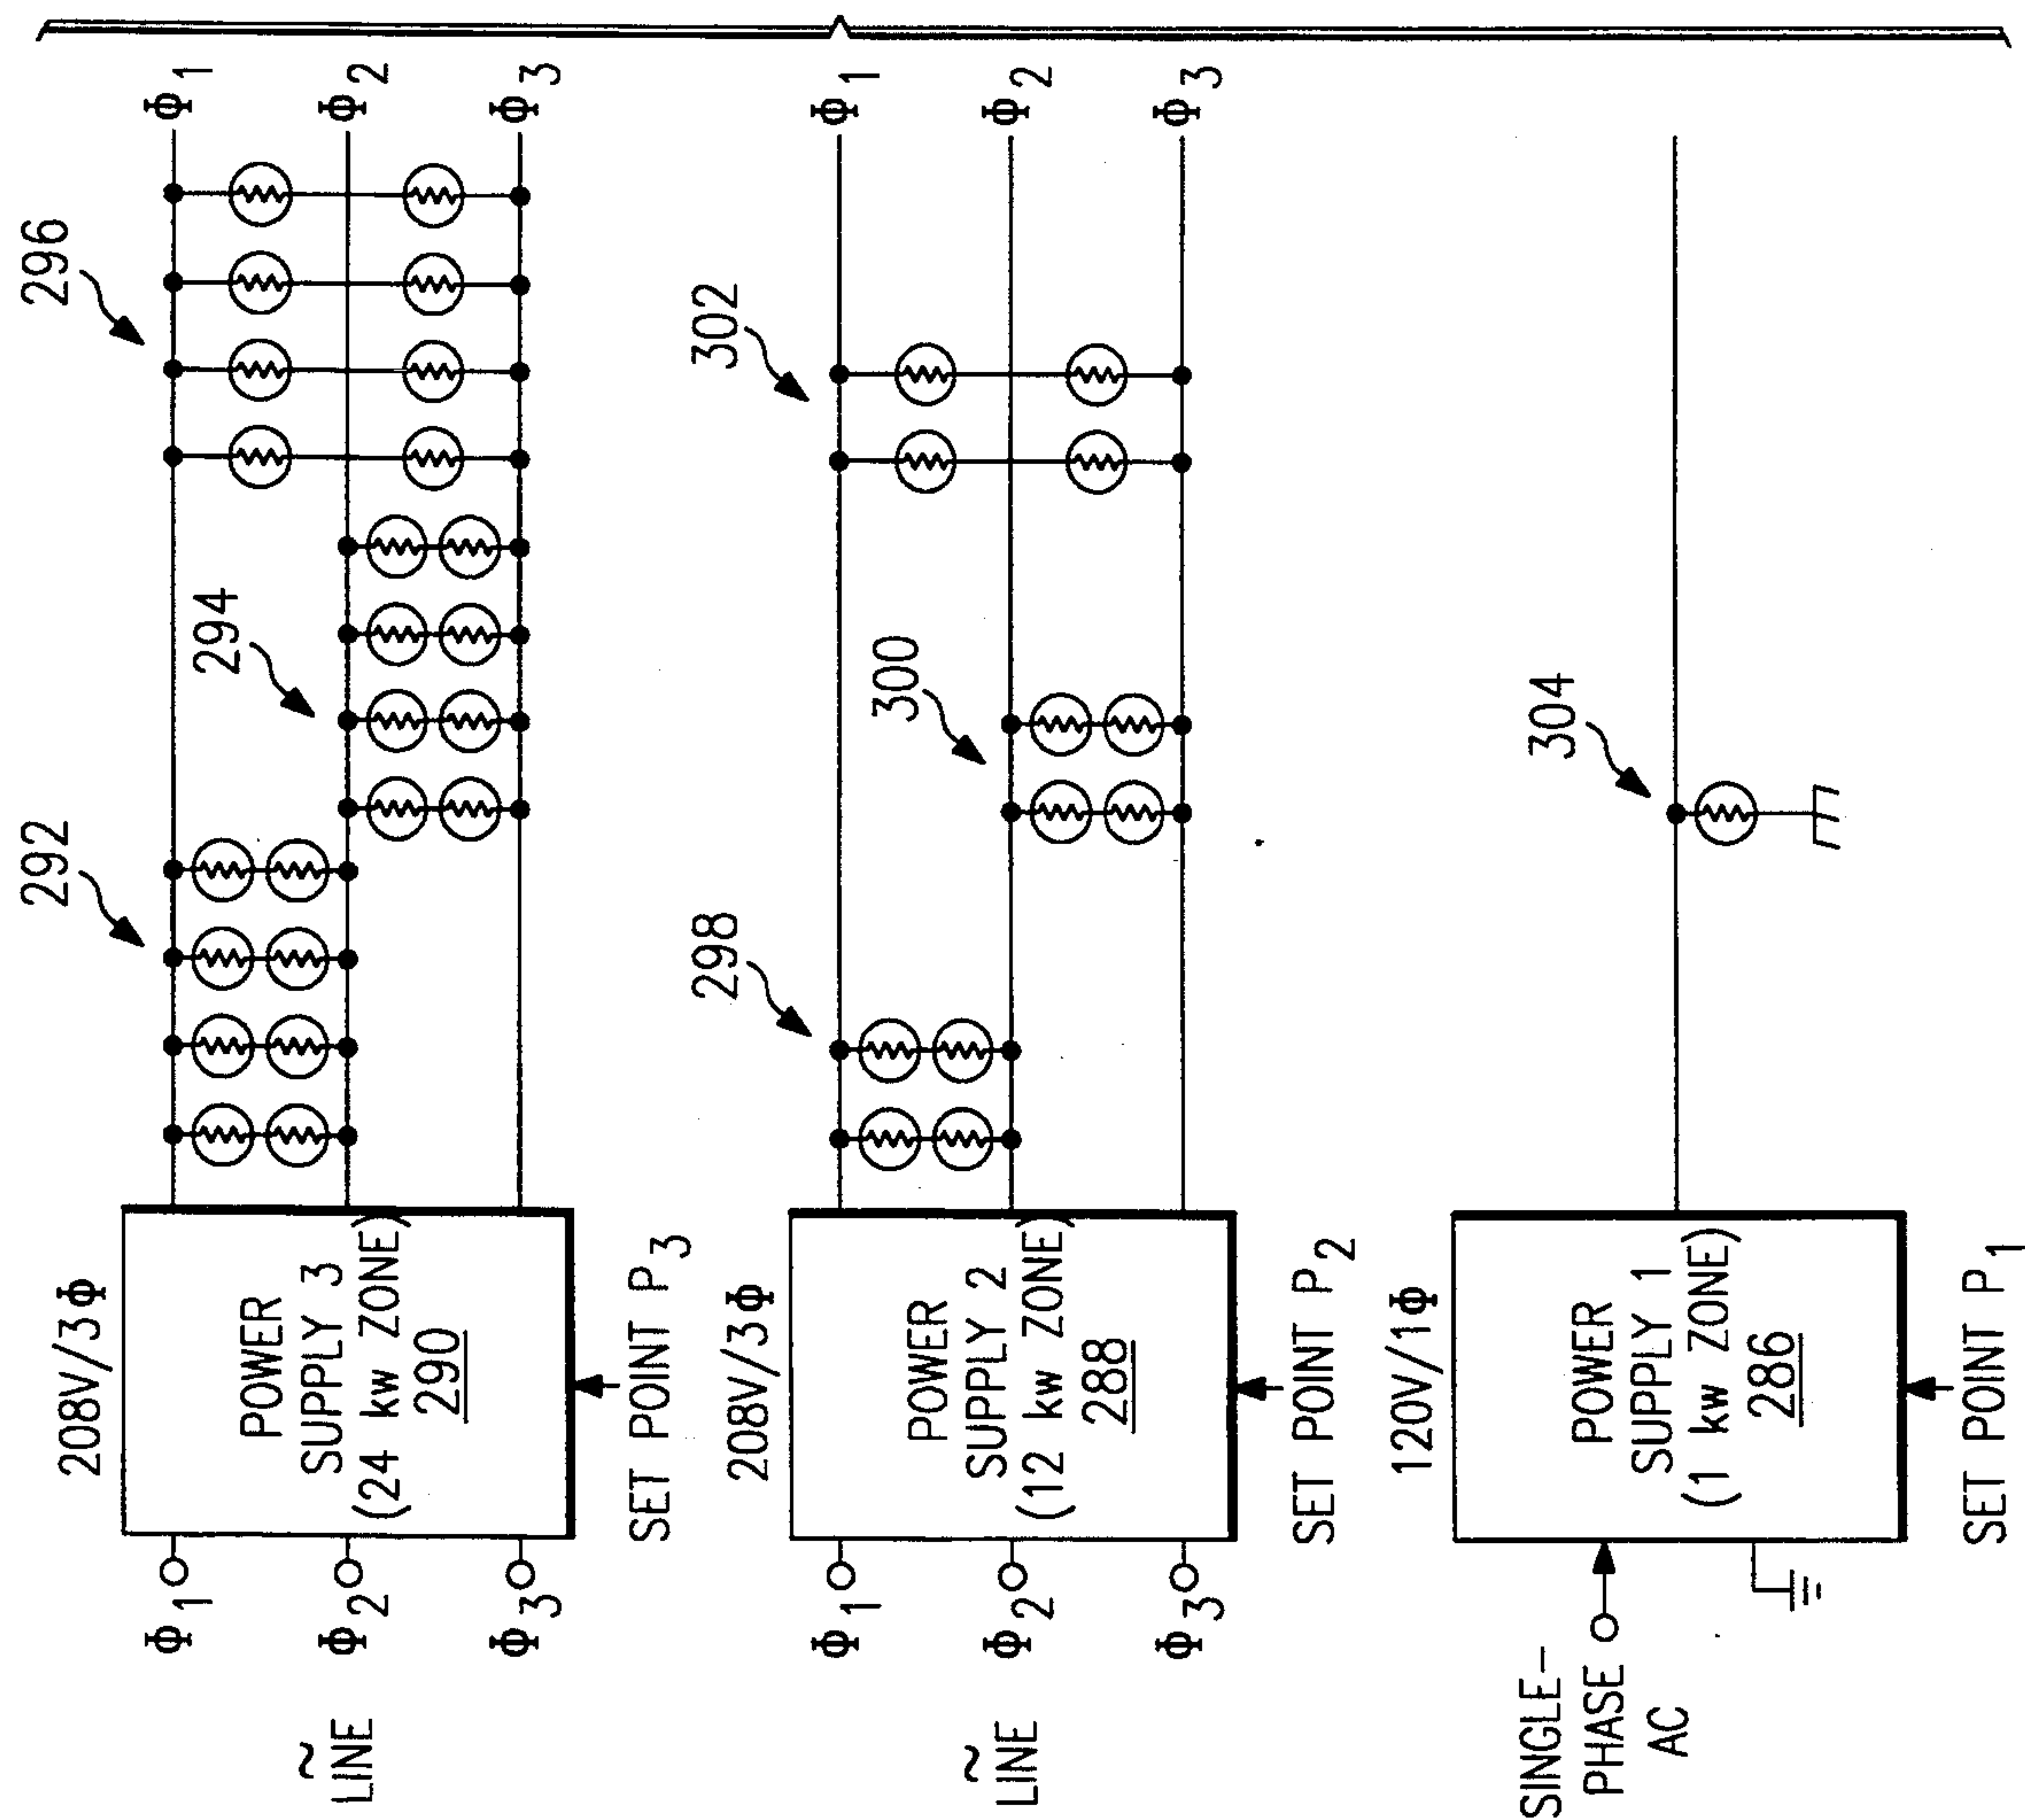 208V/3Φ
Φ1
Φ2
Φ3
~
LINE
POWER
SUPPLY 3
(24 kw ZONE)
290
SET POINT P3
292
294
296
Φ1
Φ2
Φ3
208V/3Φ
Φ1
Φ2
Φ3
~
LINE
POWER
SUPPLY 2
(12 kw ZONE)
288
SET POINT P2
298
300
302
Φ1
Φ2
Φ3
120V/1Φ
SINGLE-
PHASE
AC
POWER
SUPPLY 1
(1 kw ZONE)
286
SET POINT P1
304